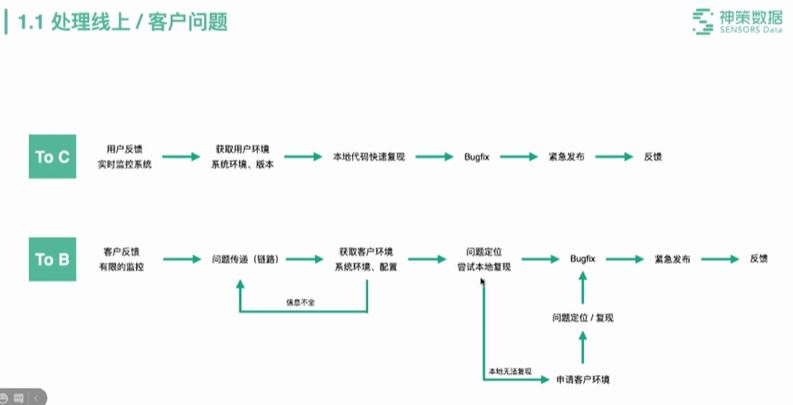 1.1 处理线上 / 客户问题
神策数据
SENSORS Data
To C
用户反馈
实时监控系统
获取用户环境
系统环境、版本
本地代码快速复现
Bugfix
紧急发布
反馈
To B
客户反馈
有限的监控
问题传递（链路）
获取客户环境
系统环境、配置
问题定位
尝试本地复现
Bugfix
紧急发布
反馈
信息不全
问题定位 / 复现
本地无法复现
申请客户环境